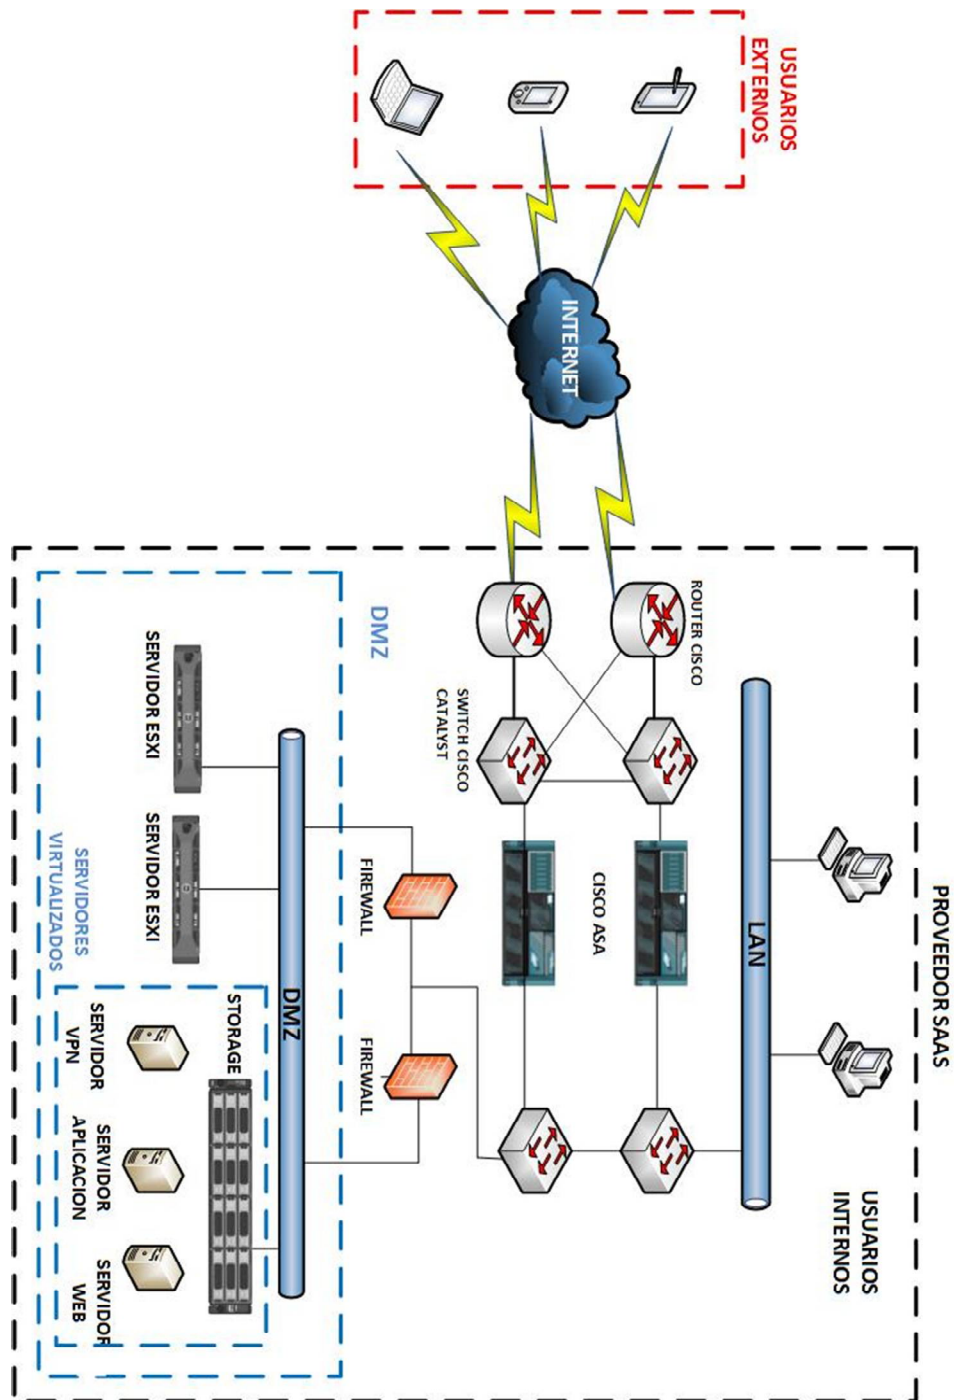 PROVEEDOR SAAS
USUARIOS
INTERNOS
USUARIOS
EXTERNOS
LAN
ROUTER CISCO
CISCO ASA
INTERNET
SWITCH CISCO
CATALYST
DMZ
FIREWALL
FIREWALL
DMZ
STORAGE
SERVIDOR ESXI
SERVIDOR ESXI
SERVIDORES
VIRTUALIZADOS
SERVIDOR
VPN
SERVIDOR
APLICACION
SERVIDOR
WEB